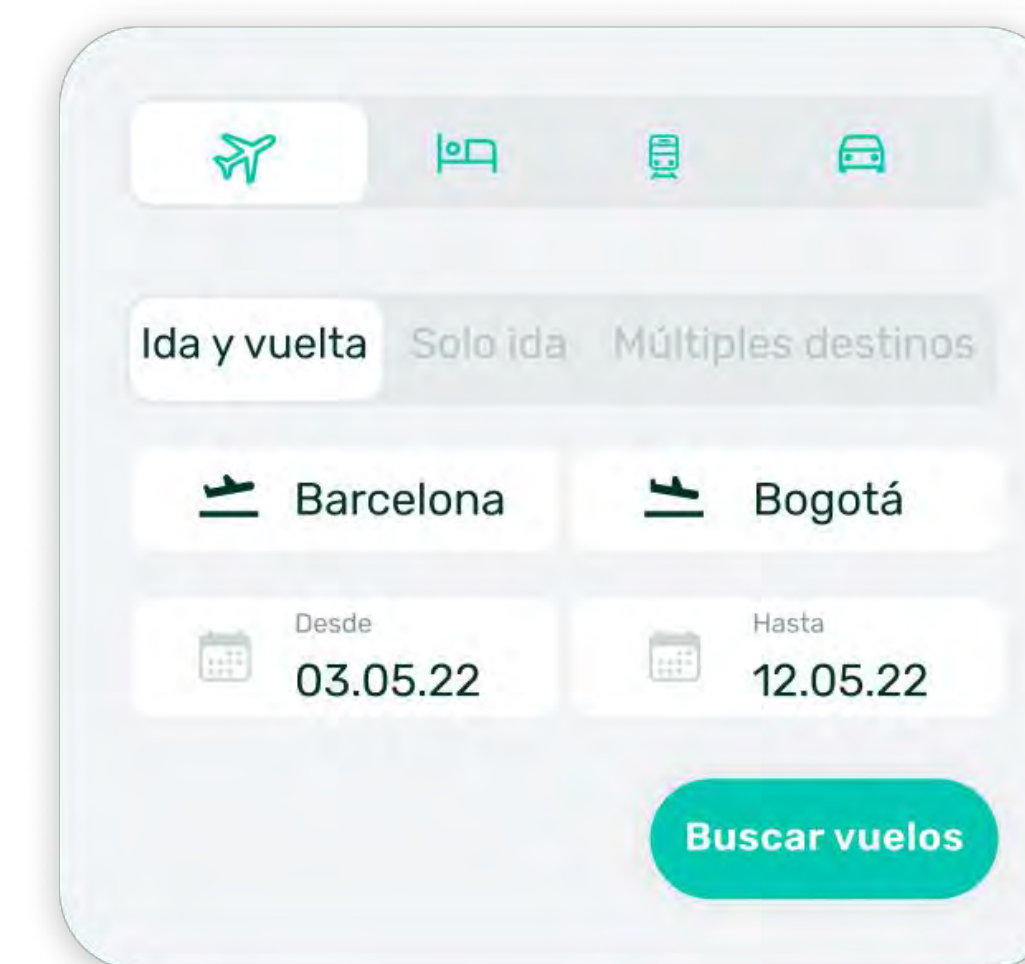 Ida y vuelta Solo ida Múltiples destinos
Barcelona Bogotá
Desde Hasta
03.05.22 12.05.22
Buscar vuelos